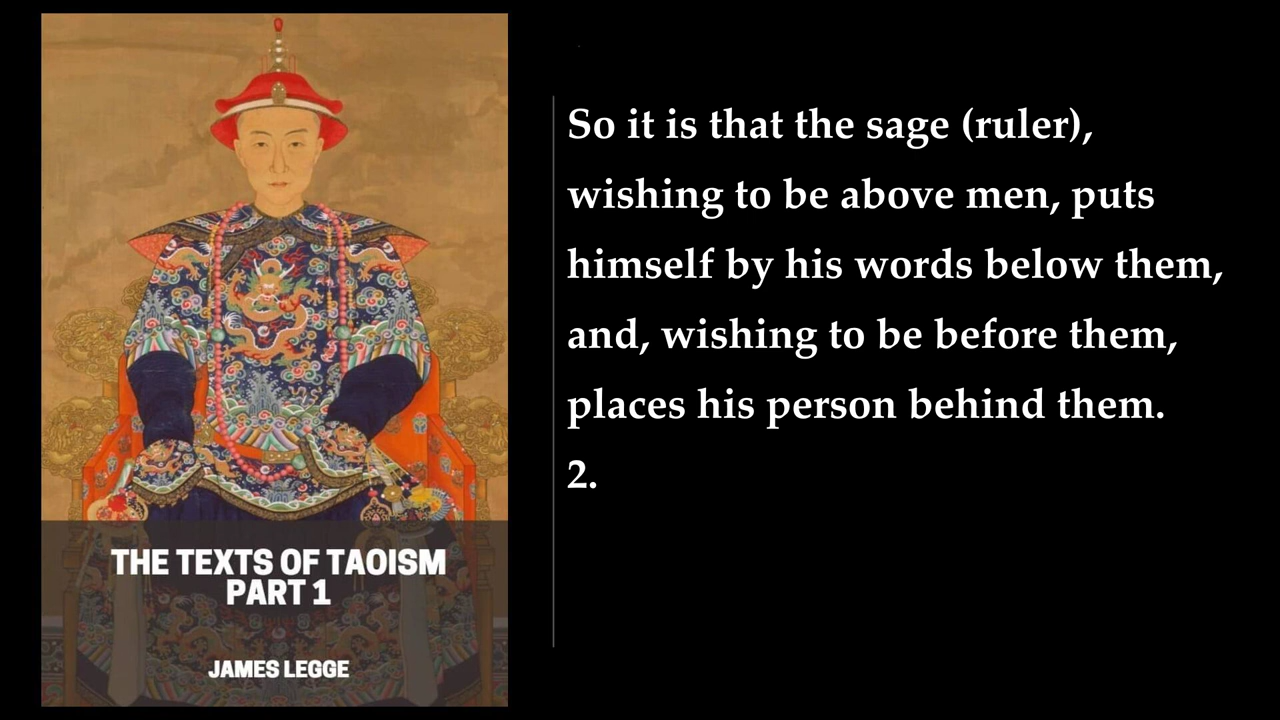 THE TEXTS OF TAOISM
PART 1
JAMES LEGGE
So it is that the sage (ruler),
wishing to be above men, puts
himself by his words below them,
and, wishing to be before them,
places his person behind them.
2.